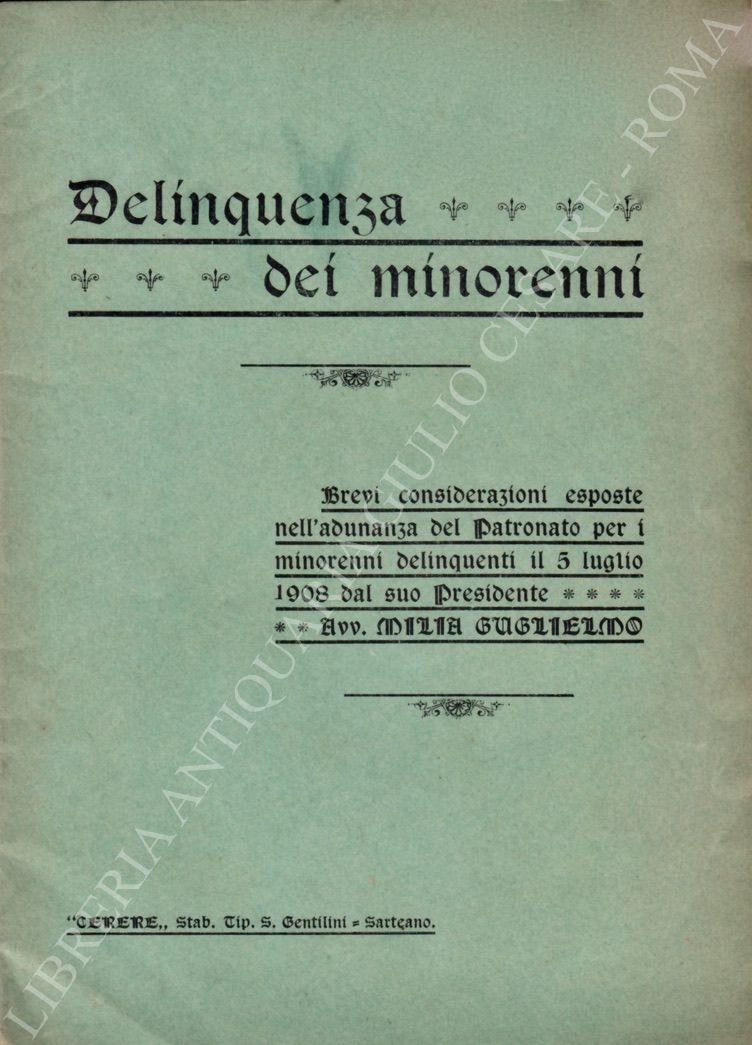 Delinquenza
dei minorenni
Brevi considerazioni esposte
nell'adunanza del Patronato per i
minorenni delinquenti il 5 luglio
1908 dal suo Presidente * * * *
* * Avv. MILIA GUGLIELMO
"CERERE„ Stab. Tip. S. Gentilini = Sarteano.
LIBRERIA ANTIQUARIA GIULIO CESARE - ROMA